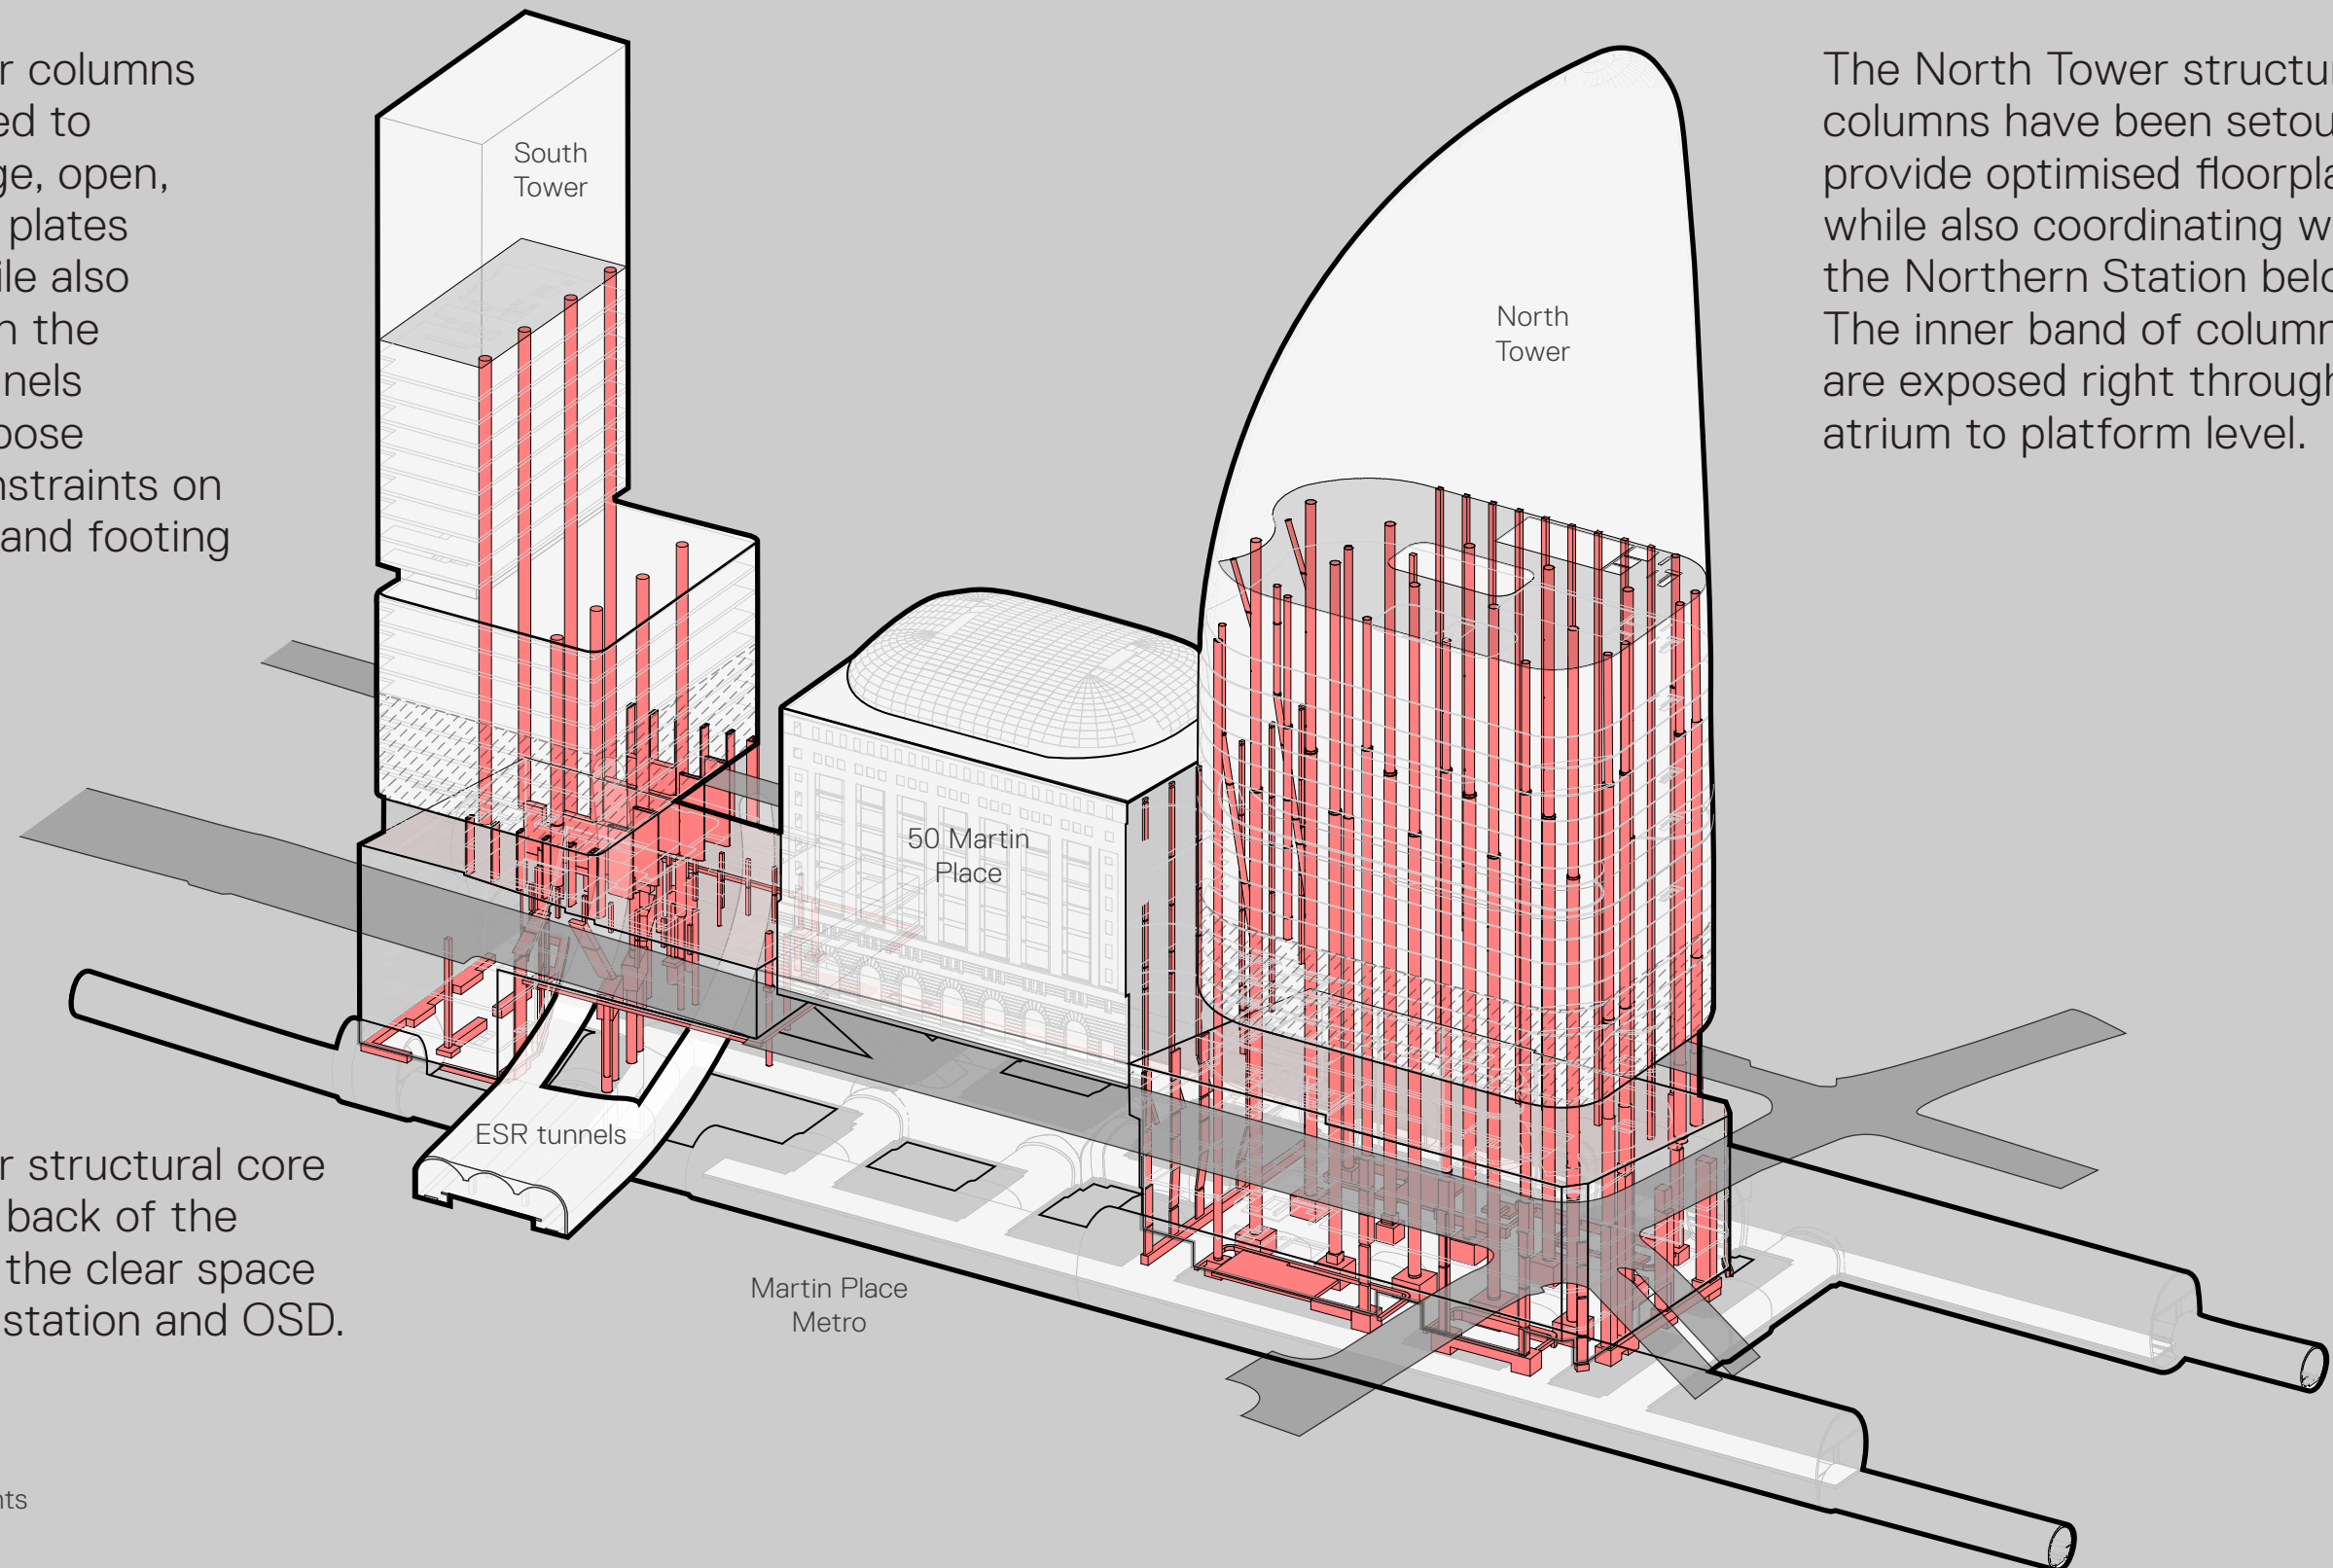 r columns
ed to
ge, open,
plates
ile also
n the
nnels
pose
nstraints on
and footing
The North Tower structur
columns have been setou
provide optimised floorpla
while also coordinating w
the Northern Station belo
The inner band of column
are exposed right through
atrium to platform level.
South
Tower
North
Tower
50 Martin
Place
ESR tunnels
r structural core
back of the
the clear space
station and OSD.
Martin Place
Metro
nts